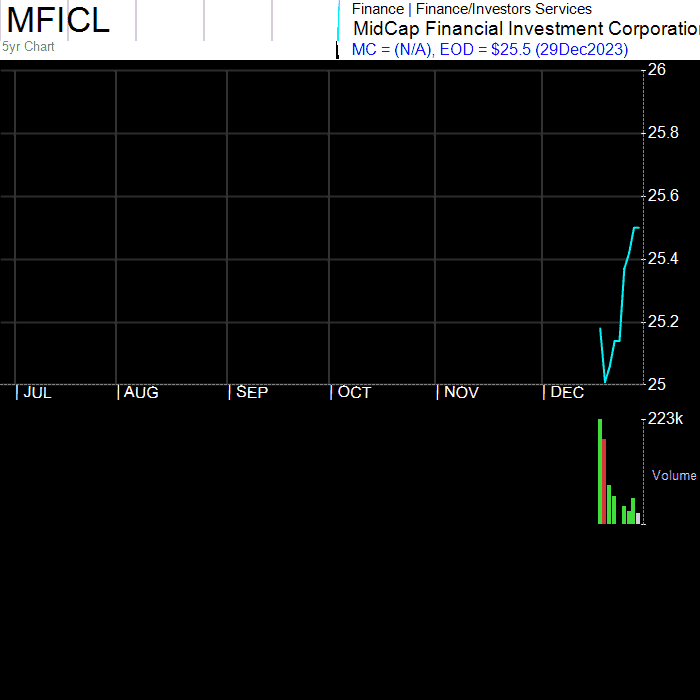 MFICL
5yr Chart
Finance | Finance/Investors Services
MidCap Financial Investment Corporatio
MC = (N/A), EOD = $25.5 (29Dec2023)
26
25.8
25.6
25.4
25.2
25
| JUL | AUG | SEP | OCT | NOV | DEC
223k
Volume